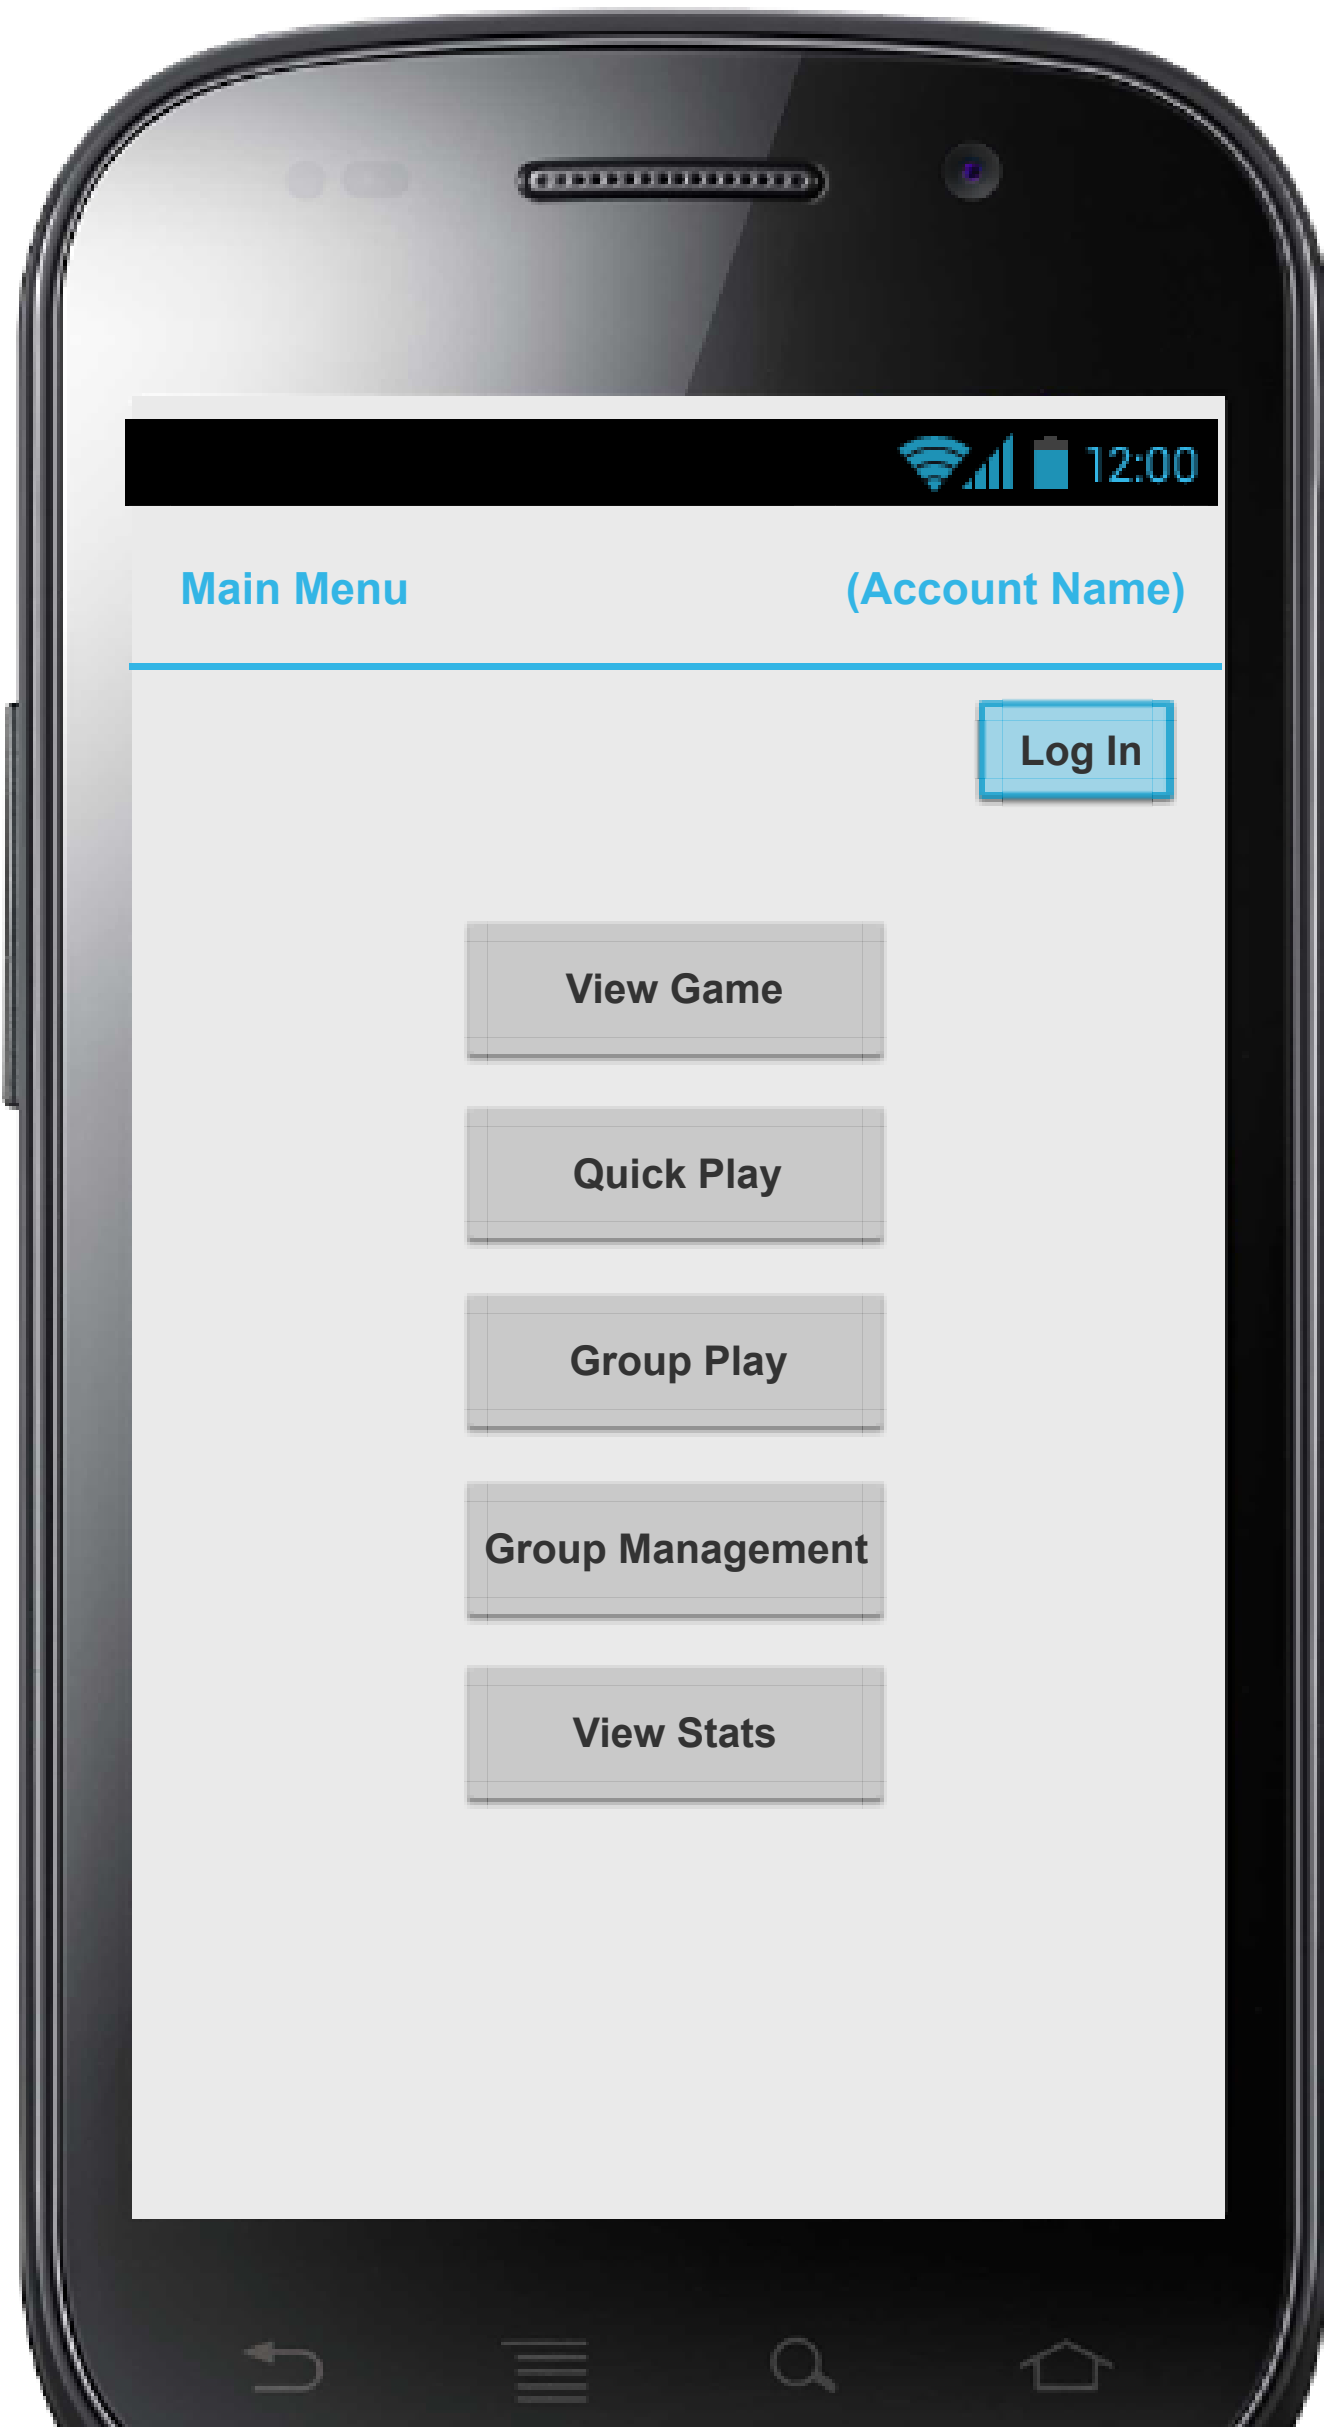 12:00
Main Menu (Account Name)
Log In
View Game
Quick Play
Group Play
Group Management
View Stats